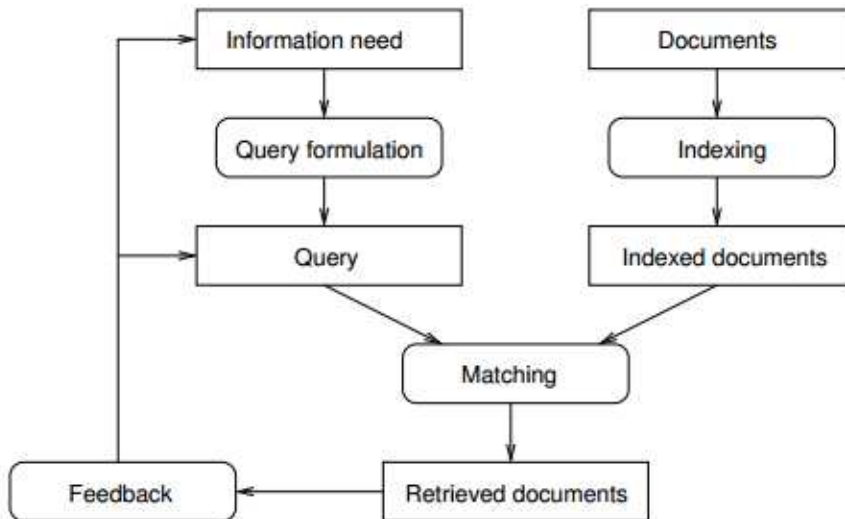 Information need
Documents
Query formulation
Indexing
Query
Indexed documents
Matching
Feedback
Retrieved documents